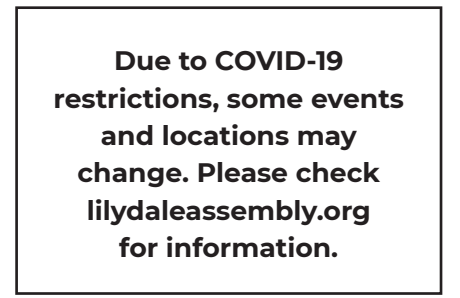 Due to COVID-19
restrictions, some events
and locations may
change. Please check
lilydaleassembly.org
for information.